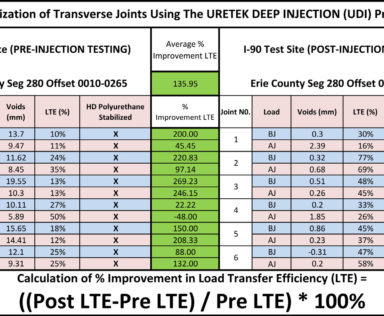 ization of Transverse Joints Using The URETEK DEEP INJECTION (UDI) P
ce (PRE-INJECTION TESTING) Average % Improvement LTE I-90 Test Site (POST-INJECTION
ty Seg 280 Offset 0010-0265 135.95 Erie County Seg 280 Offset 0
Voids (mm) LTE (%) HD Polyurethane Stabilized % Improvement LTE Joint N0. Load Voids (mm) LTE (%)
13.7 10% X 200.00 1 BJ 0.3 30%
9.47 11% X 45.45 AJ 2.39 16%
11.62 24% X 220.83 2 BJ 0.32 77%
8.45 35% X 97.14 AJ 0.68 69%
19.55 13% X 269.23 3 BJ 0.51 48%
10.3 13% X 246.15 AJ 0.26 45%
10.11 27% X 22.22 4 BJ 0.2 33%
5.89 50% X -48.00 AJ 1.85 26%
15.65 18% X 150.00 5 BJ 0.86 45%
14.41 12% X 208.33 AJ 0.23 37%
12.1 25% X 88.00 6 BJ -0.31 47%
9.31 25% X 132.00 AJ 0.2 58%
Calculation of % Improvement in Load Transfer Efficiency (LTE) =
((Post LTE-Pre LTE) / Pre LTE) * 100%